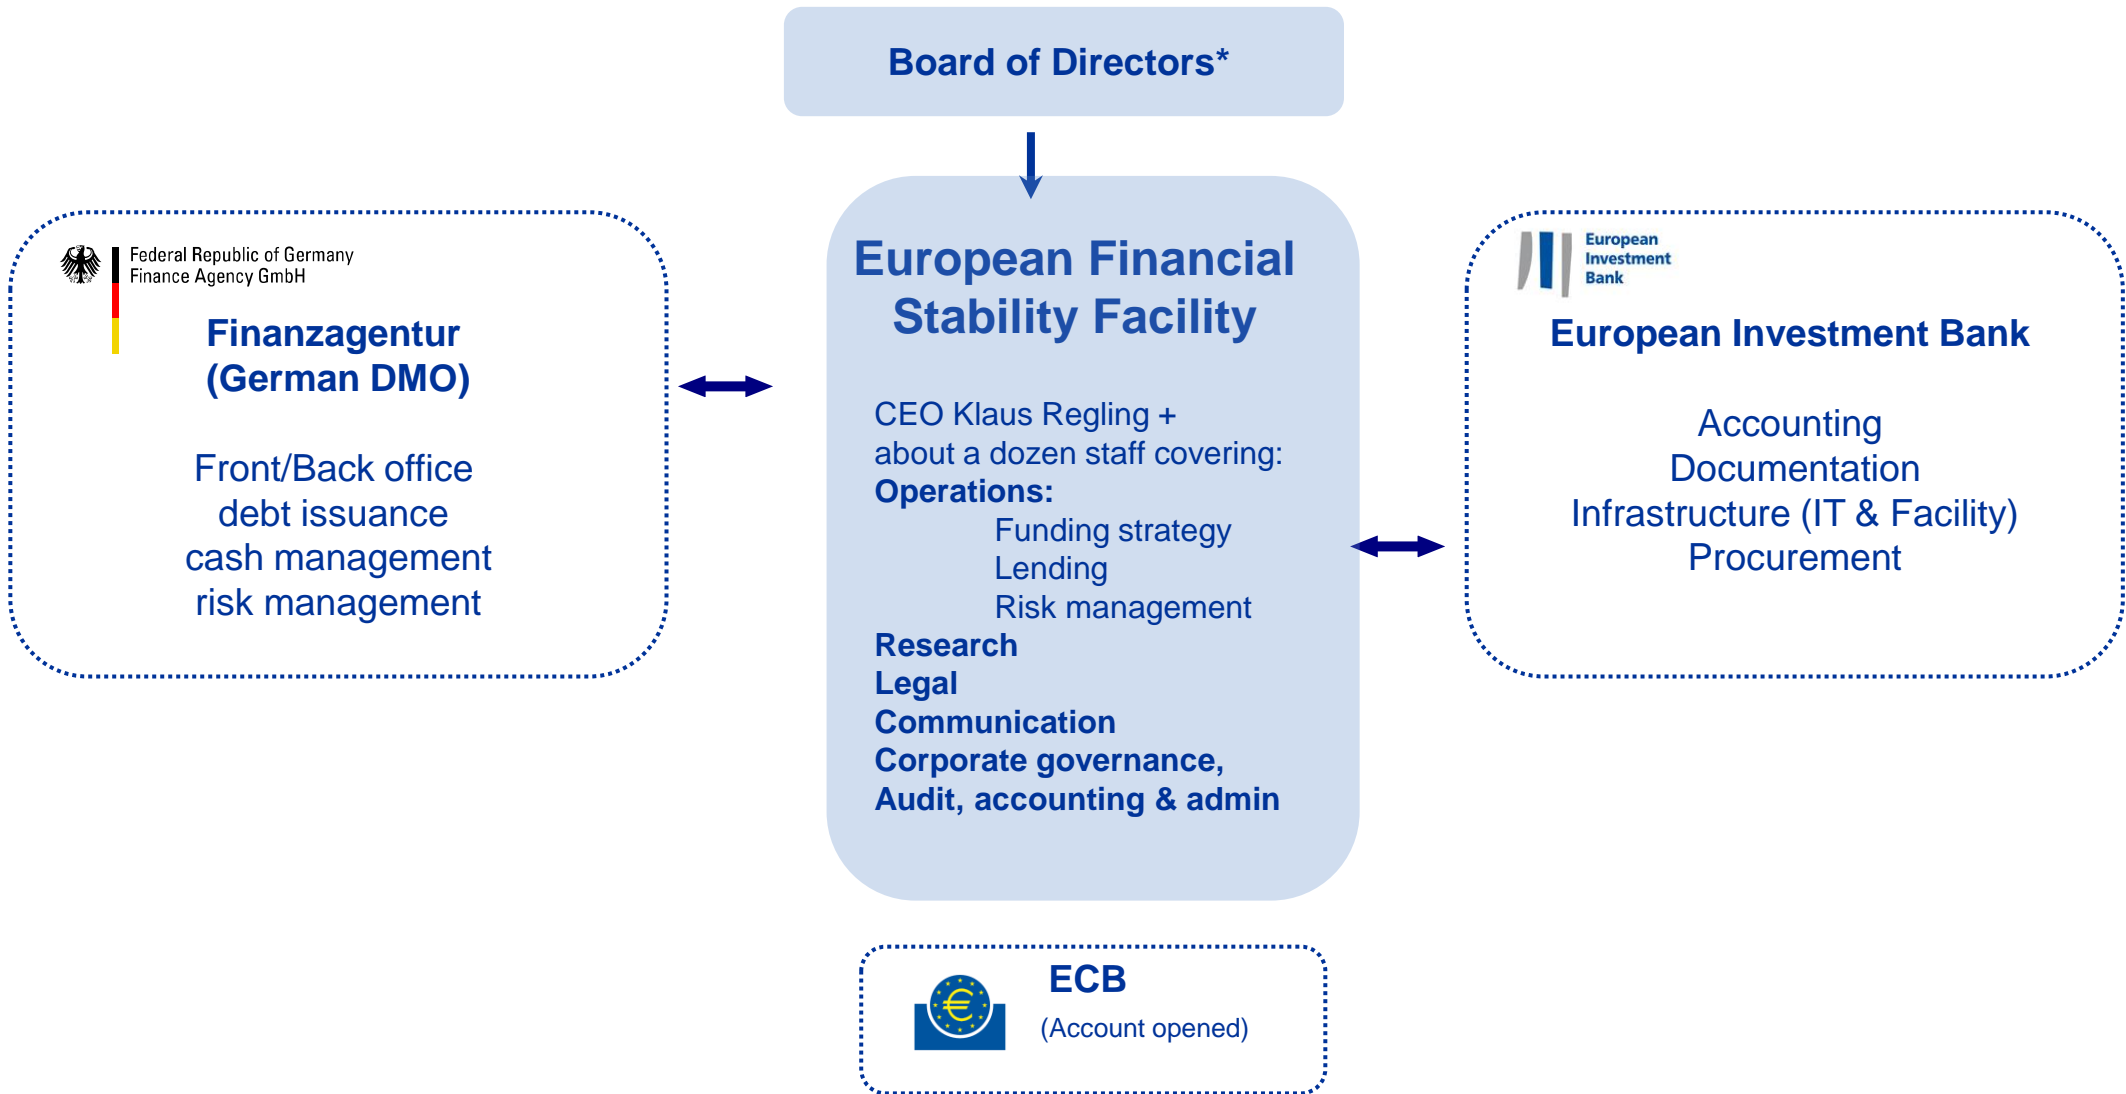 Board of Directors*
Federal Republic of Germany
Finance Agency GmbH
Finanzagentur
(German DMO)
Front/Back office
debt issuance
cash management
risk management
European Financial
Stability Facility
CEO Klaus Regling +
about a dozen staff covering:
Operations:
Funding strategy
Lending
Risk management
Research
Legal
Communication
Corporate governance,
Audit, accounting & admin
European
Investment
Bank
European Investment Bank
Accounting
Documentation
Infrastructure (IT & Facility)
Procurement
€
ECB
(Account opened)